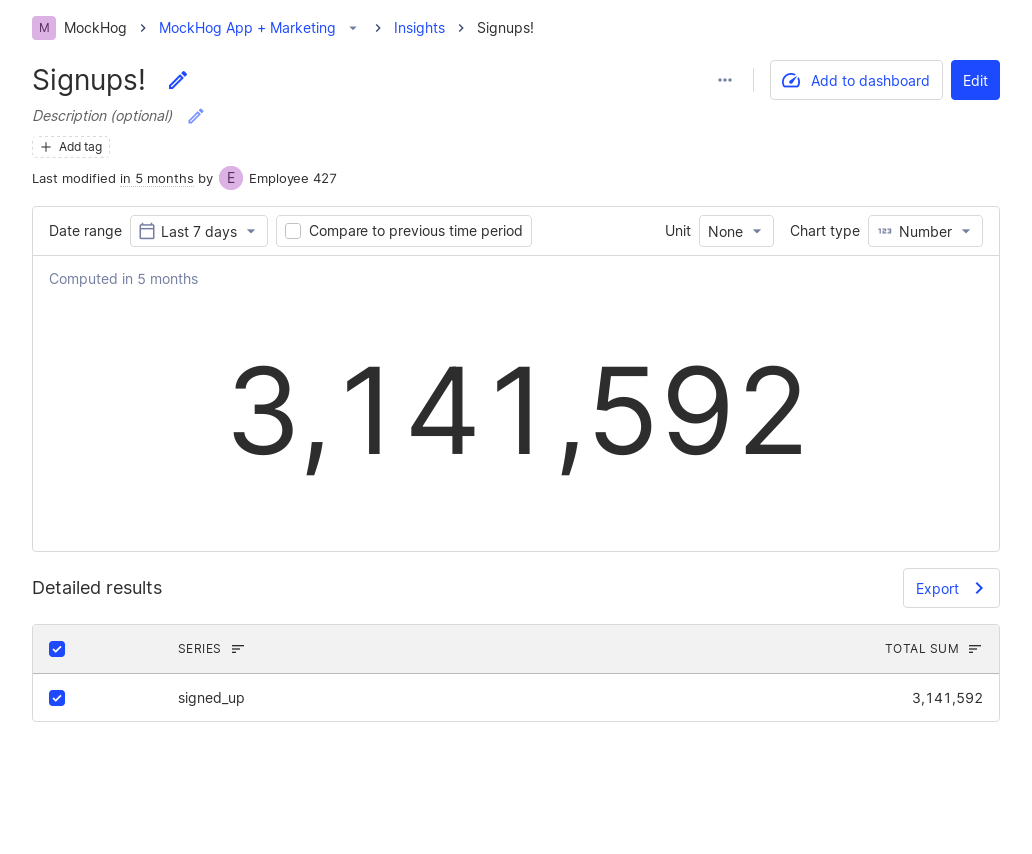 M MockHog MockHog App + Marketing Insights Signups!
Signups! Add to dashboard Edit
Description (optional)
Add tag
Last modified in 5 months by E Employee 427
Date range Last 7 days Compare to previous time period Unit None Chart type 123 Number
Computed in 5 months
3,141,592
Detailed results Export
SERIES TOTAL SUM
signed_up 3,141,592